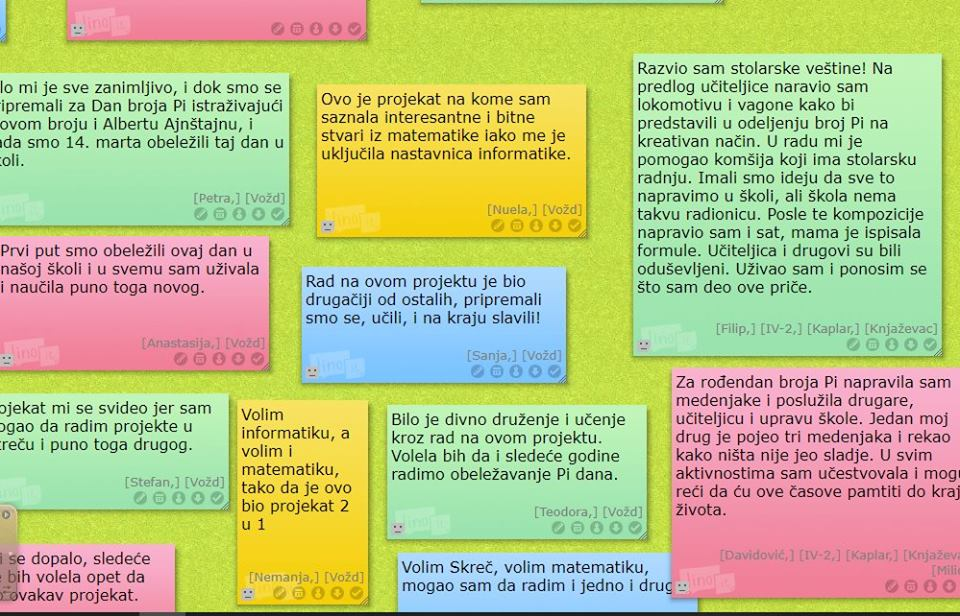 lo mi je sve zanimljivo, i dok smo se
ripremali za Dan broja Pi istraživajući
ovom broju i Albertu Ajnštajnu, i
ada smo 14. marta obeležili taj dan u
koli.
[Petra,] [Vožd]
Prvi put smo obeležili ovaj dan u
našoj školi i u svemu sam uživala
i naučila puno toga novog.
[Anastasija,] [Vožd]
ojekat mi se svideo jer sam
ogao da radim projekte u
kreću i puno toga drugog.
[Stefan,] [Vožd]
i se dopalo, sledeće
bih volela opet da
ovakav projekat.
Ovo je projekat na kome sam
saznala interesantne i bitne
stvari iz matematike iako me je
uključila nastavnica informatike.
[Nuela,] [Vožd]
Rad na ovom projektu je bio
drugačiji od ostalih, pripremali
smo se, učili, i na kraju slavili!
[Sanja,] [Vožd]
Volim
informatiku, a
volim i
matematiku,
tako da je ovo
bio projekat 2
u 1
[Nemanja,] [Vožd]
Bilo je divno druženje i učenje
kroz rad na ovom projektu.
Volela bih da i sledeće godine
radimo obeležavanje Pi dana.
[Teodora,] [Vožd]
Volim Skreč, volim matematiku,
mogao sam da radim i jedno i drug
Razvio sam stolarske veštine! Na
predlog učiteljice naravio sam
lokomotivu i vagone kako bi
predstavili u odeljenju broj Pi na
kreativan način. U radu mi je
pomogao komšija koji ima stolarsku
radnju. Imali smo ideju da sve to
napravimo u školi, ali škola nema
takvu radionicu. Posle te kompozicije
napravio sam i sat, mama je ispisala
formule. Učiteljica i drugovi su bili
oduševljeni. Uživao sam i ponosim se
što sam deo ove priče.
[Filip,] [IV-2,] [Kaplar,] [Knjaževac]
Za rođendan broja Pi napravila sam
medenjake i poslužila drugare,
učiteljicu i upravu škole. Jedan moj
drug je pojeo tri medenjaka i rekao
kako ništa nije jeo sladje. U svim
aktivnostima sam učestvovala i mogu
reći da ću ove časove pamtiti do kraj
života.
[Davidović,] [IV-2,] [Kaplar,] [Knjaževa
[Milic